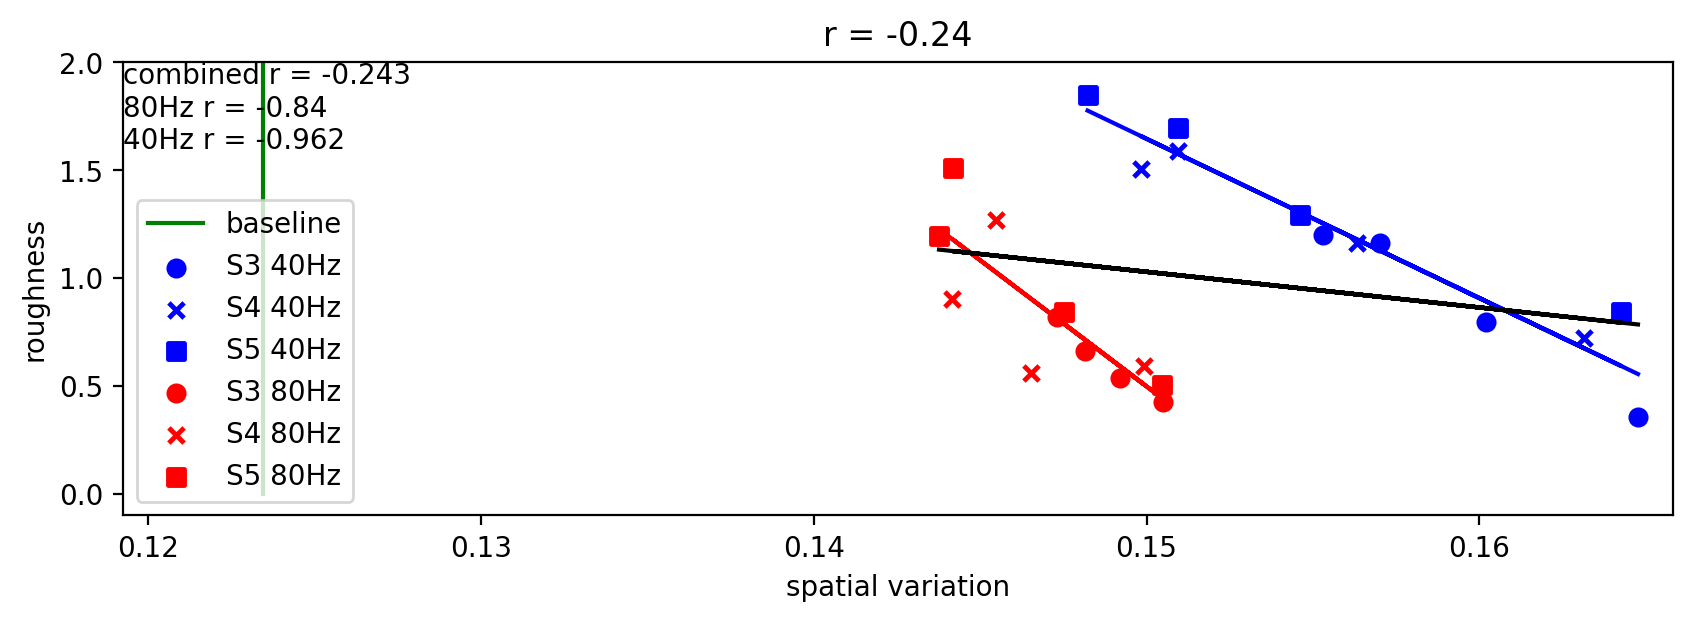 r = -0.24
combined r = -0.243
80Hz r = -0.84
40Hz r = -0.962
baseline
S3 40Hz
S4 40Hz
S5 40Hz
S3 80Hz
S4 80Hz
S5 80Hz
roughness
2.0
1.5
1.0
0.5
0.0
0.12 0.13 0.14 0.15 0.16
spatial variation